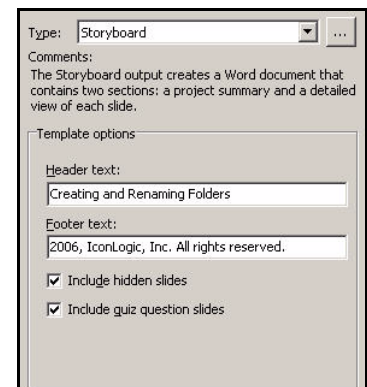 Type: Storyboard ...
Comments:
The Storyboard output creates a Word document that
contains two sections: a project summary and a detailed
view of each slide.
Template options
Header text:
Creating and Renaming Folders
Footer text:
2006, IconLogic, Inc. All rights reserved.
Include hidden slides
Include quiz question slides